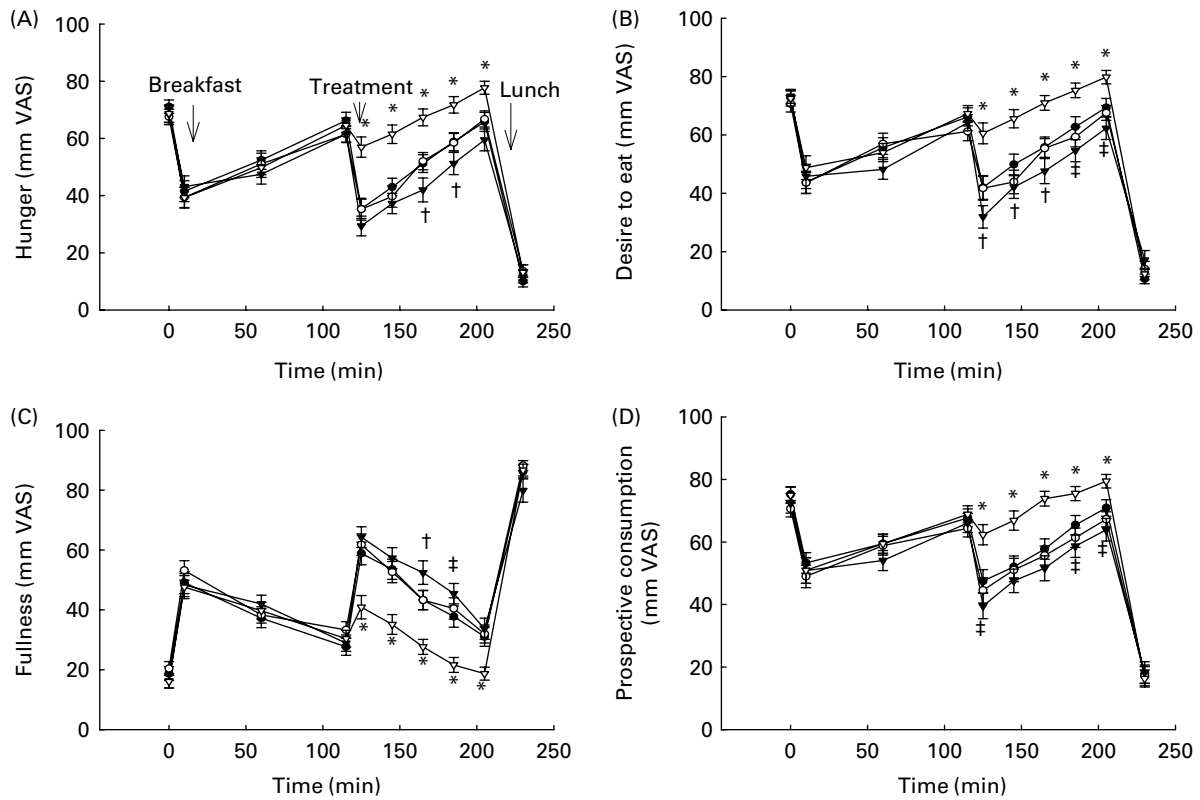 (A)
100
80
60
40
20
0
Hunger (mm VAS)
Breakfast
Treatment
Lunch
* * * * *
† †
0 50 100 150 200 250
Time (min)
(B)
100
80
60
40
20
0
Desire to eat (mm VAS)
* * * * *
† † † ‡ ‡
0 50 100 150 200 250
Time (min)
(C)
100
80
60
40
20
0
Fullness (mm VAS)
† ‡
* * * * *
0 50 100 150 200 250
Time (min)
(D)
100
80
60
40
20
0
Prospective consumption
(mm VAS)
* * * * *
‡ ‡ ‡
0 50 100 150 200 250
Time (min)